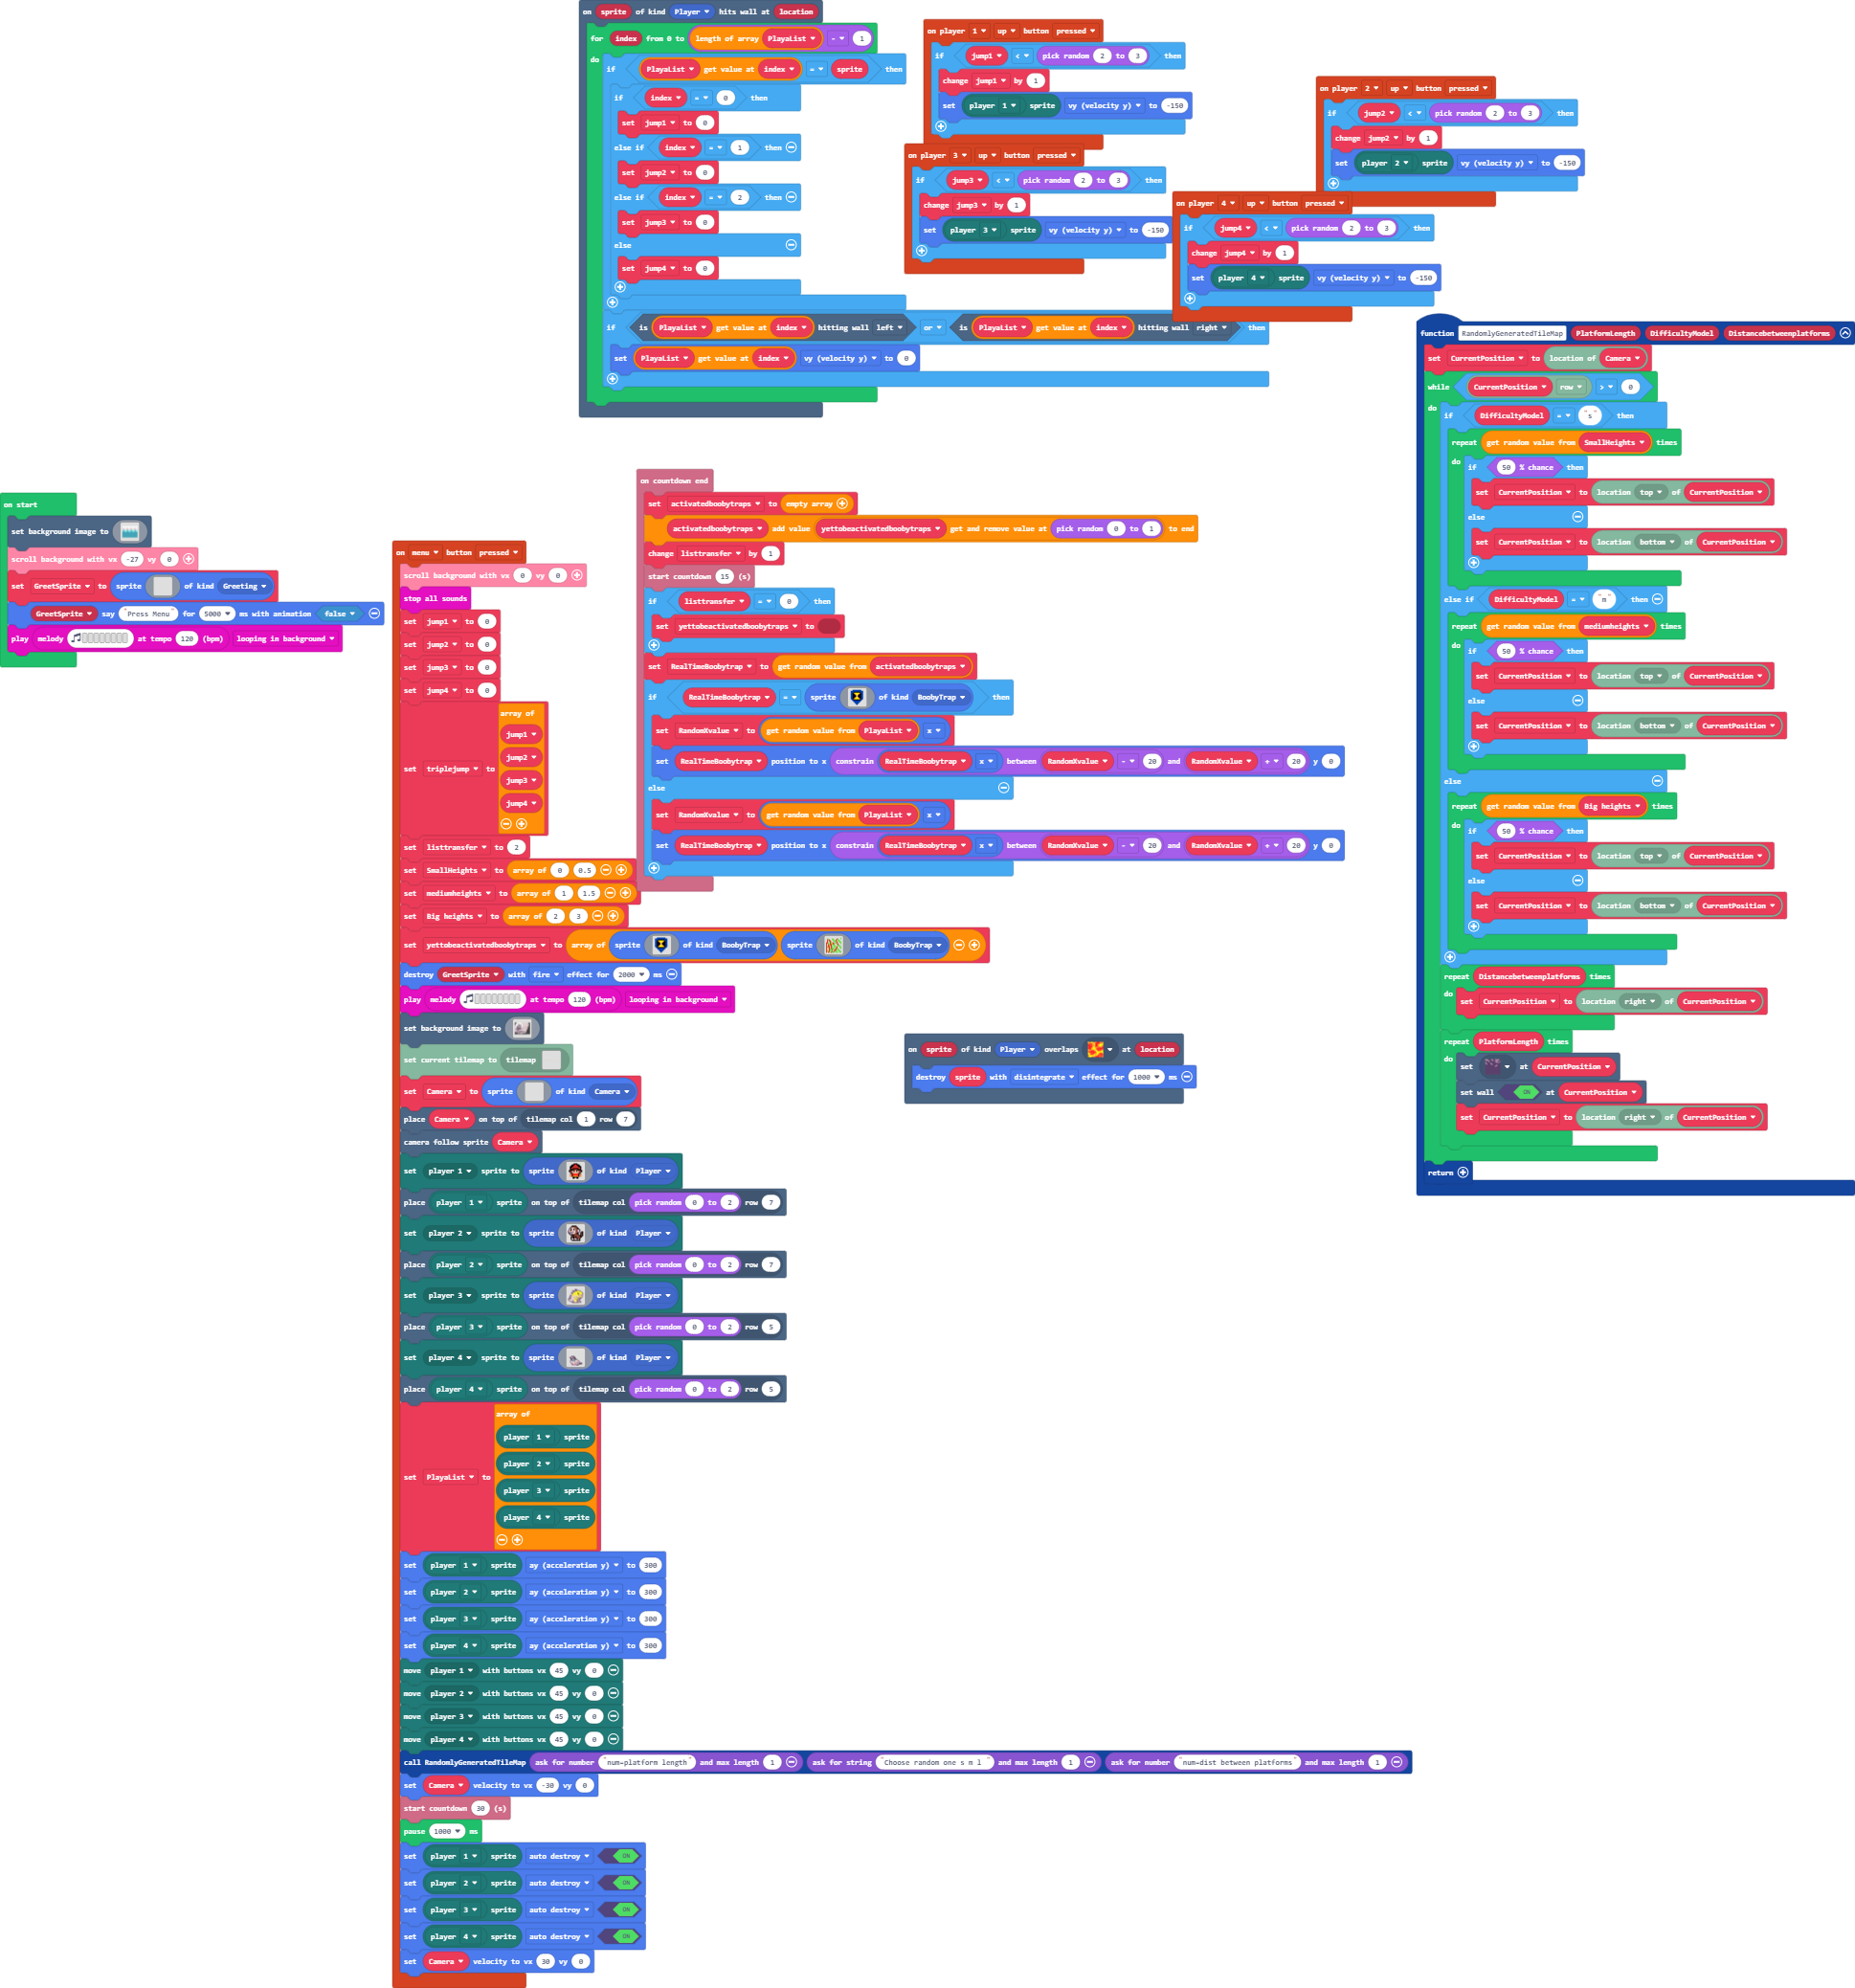 on sprite of kind Player hits wall at location
for index from 0 to length of array PlayaList - 1
do
if PlayaList get value at index = sprite then
if index = 0 then
set jump1 to 0
else if index = 1 then
set jump2 to 0
else if index = 2 then
set jump3 to 0
else
set jump4 to 0
if is PlayaList get value at index hitting wall left or is PlayaList get value at index hitting wall right then
set PlayaList get value at index vy (velocity y) to 0
on player 1 up button pressed
if jump1 < pick random 2 to 3 then
change jump1 by 1
set player 1 sprite vy (velocity y) to -150
on player 2 up button pressed
if jump2 < pick random 2 to 3 then
change jump2 by 1
set player 2 sprite vy (velocity y) to -150
on player 3 up button pressed
if jump3 < pick random 2 to 3 then
change jump3 by 1
set player 3 sprite vy (velocity y) to -150
on player 4 up button pressed
if jump4 < pick random 2 to 3 then
change jump4 by 1
set player 4 sprite vy (velocity y) to -150
function RandomlyGeneratedTileMap PlatformLength DifficultyModel Distancebetweenplatforms
set CurrentPosition to location of Camera
while CurrentPosition row > 0
do
if DifficultyModel = "s" then
repeat get random value from SmallHeights times
do
if 50 % chance then
set CurrentPosition to location top of CurrentPosition
else
set CurrentPosition to location bottom of CurrentPosition
else if DifficultyModel = "m" then
repeat get random value from mediumheights times
do
if 50 % chance then
set CurrentPosition to location top of CurrentPosition
else
set CurrentPosition to location bottom of CurrentPosition
else
repeat get random value from Big heights times
do
if 50 % chance then
set CurrentPosition to location top of CurrentPosition
else
set CurrentPosition to location bottom of CurrentPosition
repeat Distancebetweenplatforms times
do
set CurrentPosition to location right of CurrentPosition
repeat PlatformLength times
do
set at CurrentPosition
set wall ON at CurrentPosition
set CurrentPosition to location right of CurrentPosition
return
on start
set background image to
scroll background with vx -27 vy 0
set GreetSprite to sprite of kind Greeting
GreetSprite say "Press Menu" for 5000 ms with animation false
play melody at tempo 120 (bpm) looping in background
on countdown end
set activatedboobytraps to empty array
activatedboobytraps add value yettobeactivatedboobytraps get and remove value at pick random 0 to 1 to end
change listtransfer by 1
start countdown 15 (s)
if listtransfer = 0 then
set yettobeactivatedboobytraps to
set RealTimeBoobytrap to get random value from activatedboobytraps
if RealTimeBoobytrap = sprite of kind BoobyTrap then
set RandomXvalue to get random value from PlayaList x
set RealTimeBoobytrap position to x constrain RealTimeBoobytrap x between RandomXvalue - 20 and RandomXvalue + 20 y 0
else
set RandomXvalue to get random value from PlayaList x
set RealTimeBoobytrap position to x constrain RealTimeBoobytrap x between RandomXvalue - 20 and RandomXvalue + 20 y 0
on menu button pressed
scroll background with vx 0 vy 0
stop all sounds
set jump1 to 0
set jump2 to 0
set jump3 to 0
set jump4 to 0
set triplejump to array of
jump1
jump2
jump3
jump4
set listtransfer to 2
set SmallHeights to array of 0 0.5
set mediumheights to array of 1 1.5
set Big heights to array of 2 3
set yettobeactivatedboobytraps to array of sprite of kind BoobyTrap sprite of kind BoobyTrap
destroy GreetSprite with fire effect for 2000 ms
play melody at tempo 120 (bpm) looping in background
set background image to
set current tilemap to tilemap
set Camera to sprite of kind Camera
place Camera on top of tilemap col 1 row 7
camera follow sprite Camera
set player 1 sprite to sprite of kind Player
place player 1 sprite on top of tilemap col pick random 0 to 2 row 7
set player 2 sprite to sprite of kind Player
place player 2 sprite on top of tilemap col pick random 0 to 2 row 7
set player 3 sprite to sprite of kind Player
place player 3 sprite on top of tilemap col pick random 0 to 2 row 5
set player 4 sprite to sprite of kind Player
place player 4 sprite on top of tilemap col pick random 0 to 2 row 5
set PlayaList to array of
player 1 sprite
player 2 sprite
player 3 sprite
player 4 sprite
set player 1 sprite ay (acceleration y) to 300
set player 2 sprite ay (acceleration y) to 300
set player 3 sprite ay (acceleration y) to 300
set player 4 sprite ay (acceleration y) to 300
move player 1 with buttons vx 45 vy 0
move player 2 with buttons vx 45 vy 0
move player 3 with buttons vx 45 vy 0
move player 4 with buttons vx 45 vy 0
call RandomlyGeneratedTileMap ask for number "num=platform length" and max length 1 ask for string "Choose random one s m l " and max length 1 ask for number "num=dist between platforms" and max length 1
set Camera velocity to vx -30 vy 0
start countdown 30 (s)
pause 1000 ms
set player 1 sprite auto destroy ON
set player 2 sprite auto destroy ON
set player 3 sprite auto destroy ON
set player 4 sprite auto destroy ON
set Camera velocity to vx 30 vy 0
on sprite of kind Player overlaps at location
destroy sprite with disintegrate effect for 1000 ms